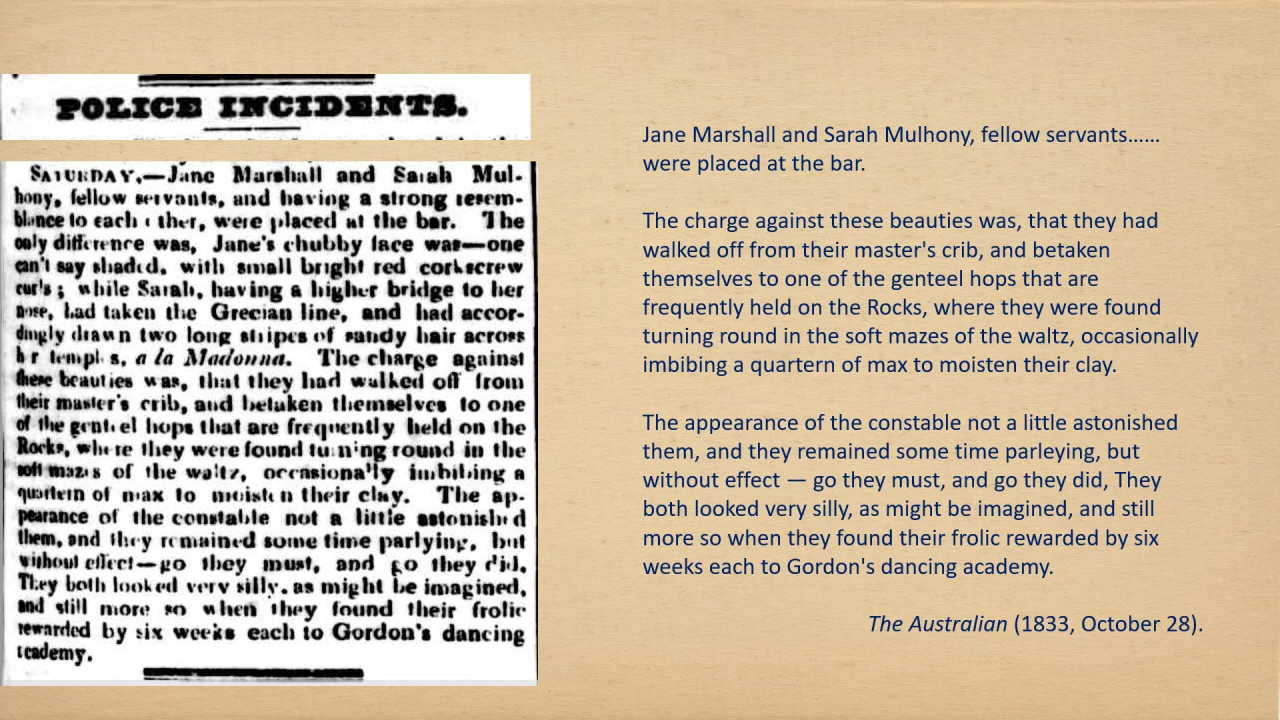 POLICE INCIDENTS.
SATURDAY,—Jane Marshall and Sarah Mul-
hony, fellow servants, and having a strong resem-
blance to each other, were placed at the bar. The
only difference was, Jane's chubby face was—one
can't say shaded, with small bright red corkscrew
curls; while Sarah, having a higher bridge to her
nose, had taken the Grecian line, and had accor-
dingly drawn two long stripes of sandy hair across
her temples, a la Madonna. The charge against
these beauties was, that they had walked off from
their master's crib, and betaken themselves to one
of the genteel hops that are frequently held on the
Rocks, where they were found turning round in the
soft mazes of the waltz, occasionally imbibing a
quartern of max to moisten their clay. The ap-
pearance of the constable not a little astonished
them, and they remained some time parlying, but
without effect—go they must, and go they did.
They both looked very silly, as might be imagined,
and still more so when they found their frolic
rewarded by six weeks each to Gordon's dancing
academy.
Jane Marshall and Sarah Mulhony, fellow servants……
were placed at the bar.
The charge against these beauties was, that they had
walked off from their master's crib, and betaken
themselves to one of the genteel hops that are
frequently held on the Rocks, where they were found
turning round in the soft mazes of the waltz, occasionally
imbibing a quartern of max to moisten their clay.
The appearance of the constable not a little astonished
them, and they remained some time parleying, but
without effect — go they must, and go they did, They
both looked very silly, as might be imagined, and still
more so when they found their frolic rewarded by six
weeks each to Gordon's dancing academy.
The Australian (1833, October 28).